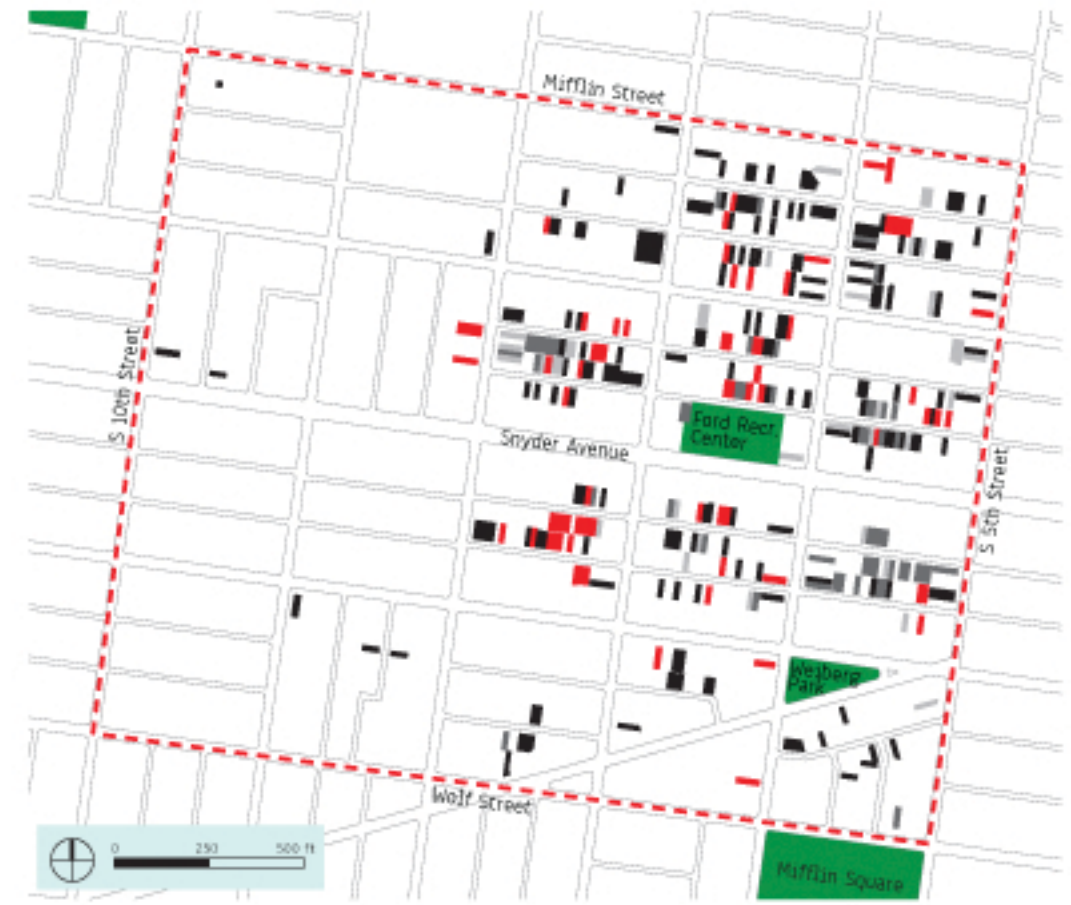 Mifflin Street
S 10th Street
Ford Recr.
Center
Snyder Avenue
S 5th Street
Weiberg
Park
Wolf Street
0 250 500 ft
Mifflin Square